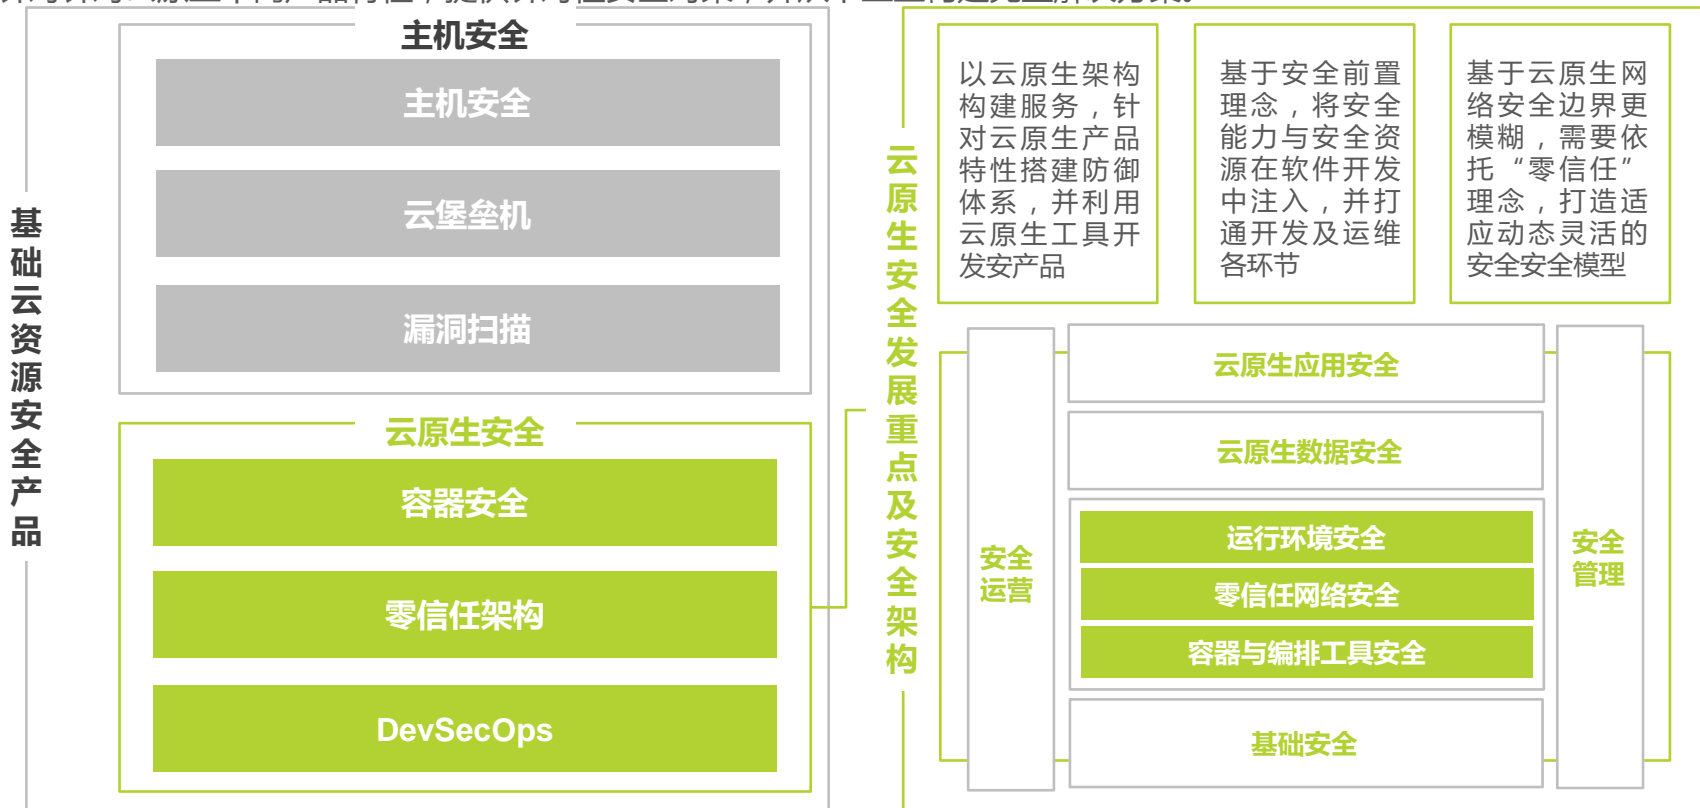 主机安全
主机安全
云堡垒机
漏洞扫描
基础云资源安全产品
云原生安全
容器安全
零信任架构
DevSecOps
云原生安全发展重点及安全架构
以云原生架构
构建服务，针
对云原生产品
特性搭建防御
体系，并利用
云原生工具开
发安产品
基于安全前置
理念，将安全
能力与安全资
源在软件开发
中注入，并打
通开发及运维
各环节
基于云原生网
络安全边界更
模糊，需要依
托“零信任”
理念，打造适
应动态灵活的
安全安全模型
安全
运营
云原生应用安全
云原生数据安全
运行环境安全
零信任网络安全
容器与编排工具安全
基础安全
安全
管理